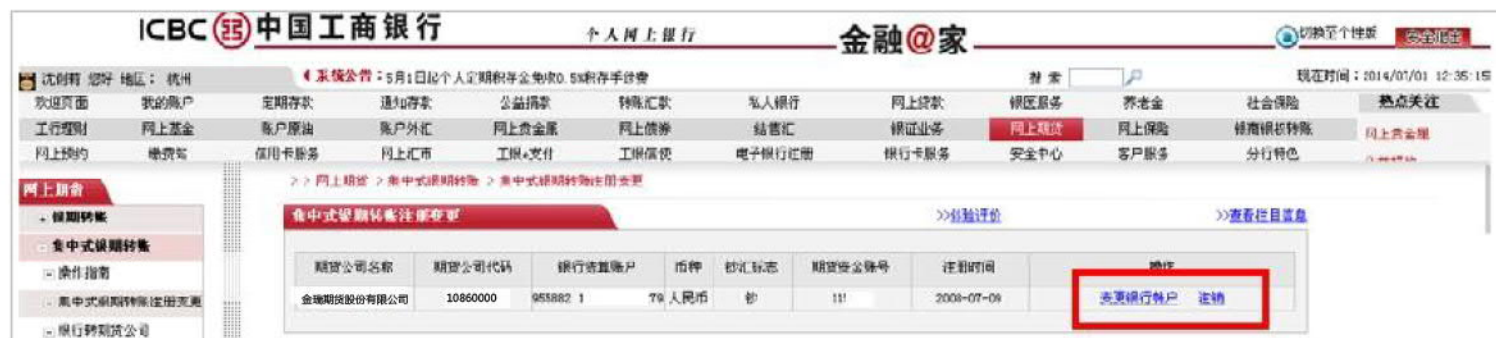 ICBC 中国工商银行 个人网上银行 金融@家 切换至个性版 安全退出
您好 地区： 杭州 系统公告：5月1日起个人定期积存金免收0.5%积存手续费 搜 索 现在时间：2014/07/01 12:35:15
欢迎页面 我的账户 定期存款 通知存款 公益捐款 转账汇款 私人银行 网上贷款 银医服务 养老金 社会保险 热点关注
工行理财 网上基金 账户原油 账户外汇 网上贵金属 网上债券 结售汇 银证业务 网上期货 网上保险 银商银权转账 网上贵金属
网上预约 缴费站 信用卡服务 网上汇市 工银e支付 工银信使 电子银行注册 银行卡服务 安全中心 客户服务 分行特色
网上期货 >> 网上期货 > 集中式银期转账 > 集中式银期转账注册变更
+ 银期转账 集中式银期转账注册变更 >>体验评价 >>查看栏目信息
- 集中式银期转账
操作指南 期货公司名称 期货公司代码 银行结算账户 币种 钞汇标志 期货资金账号 注册时间 操作
集中式银期转账注册变更 金瑞期货股份有限公司 10860000 955882 1 79 人民币 钞 11 2008-07-09 变更银行帐户 注销
银行转期货公司